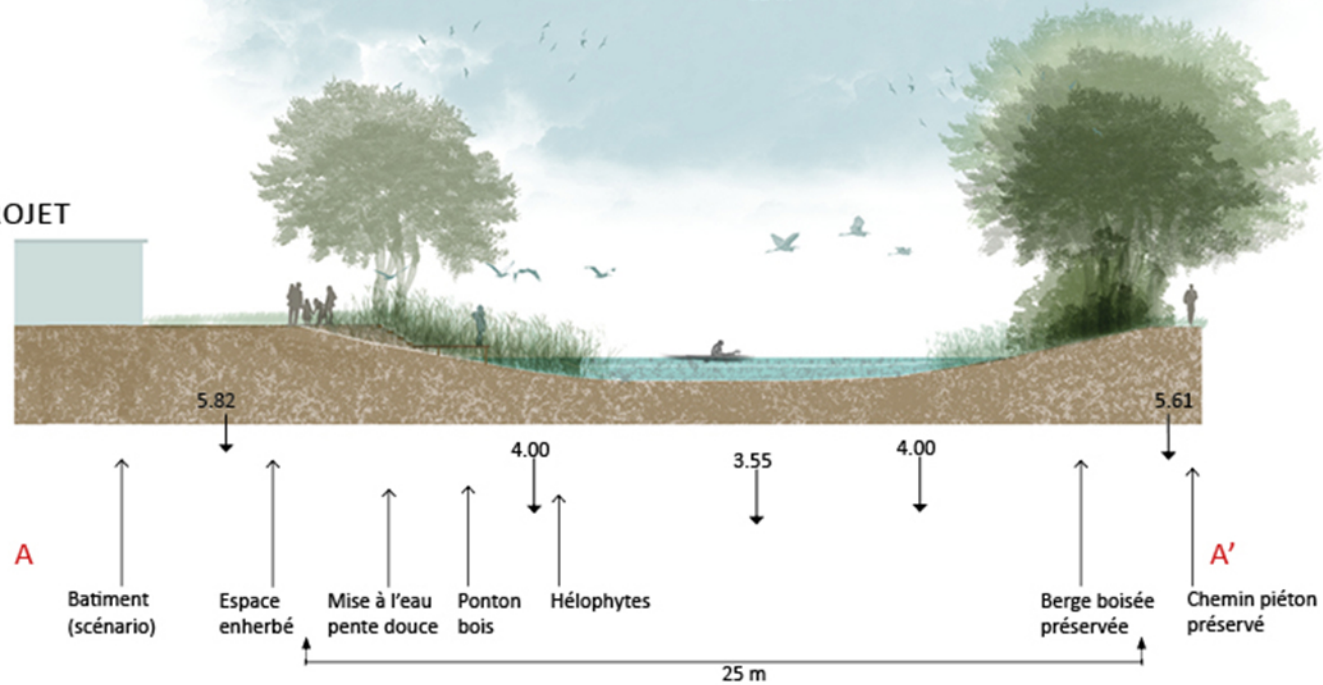 OJET
5.82
5.61
4.00
3.55
4.00
A
A’
Batiment
(scénario)
Espace
enherbé
Mise à l’eau
pente douce
Ponton
bois
Hélophytes
Berge boisée
préservée
Chemin piéton
préservé
25 m